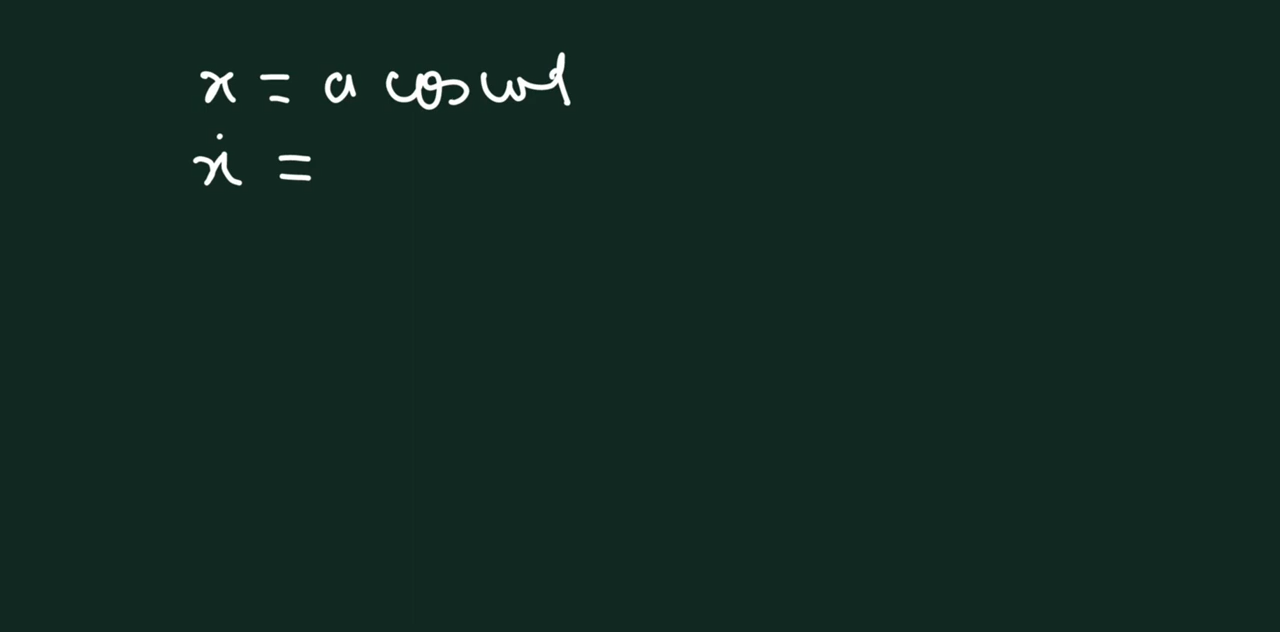 x = a cos ωt
ẋ =